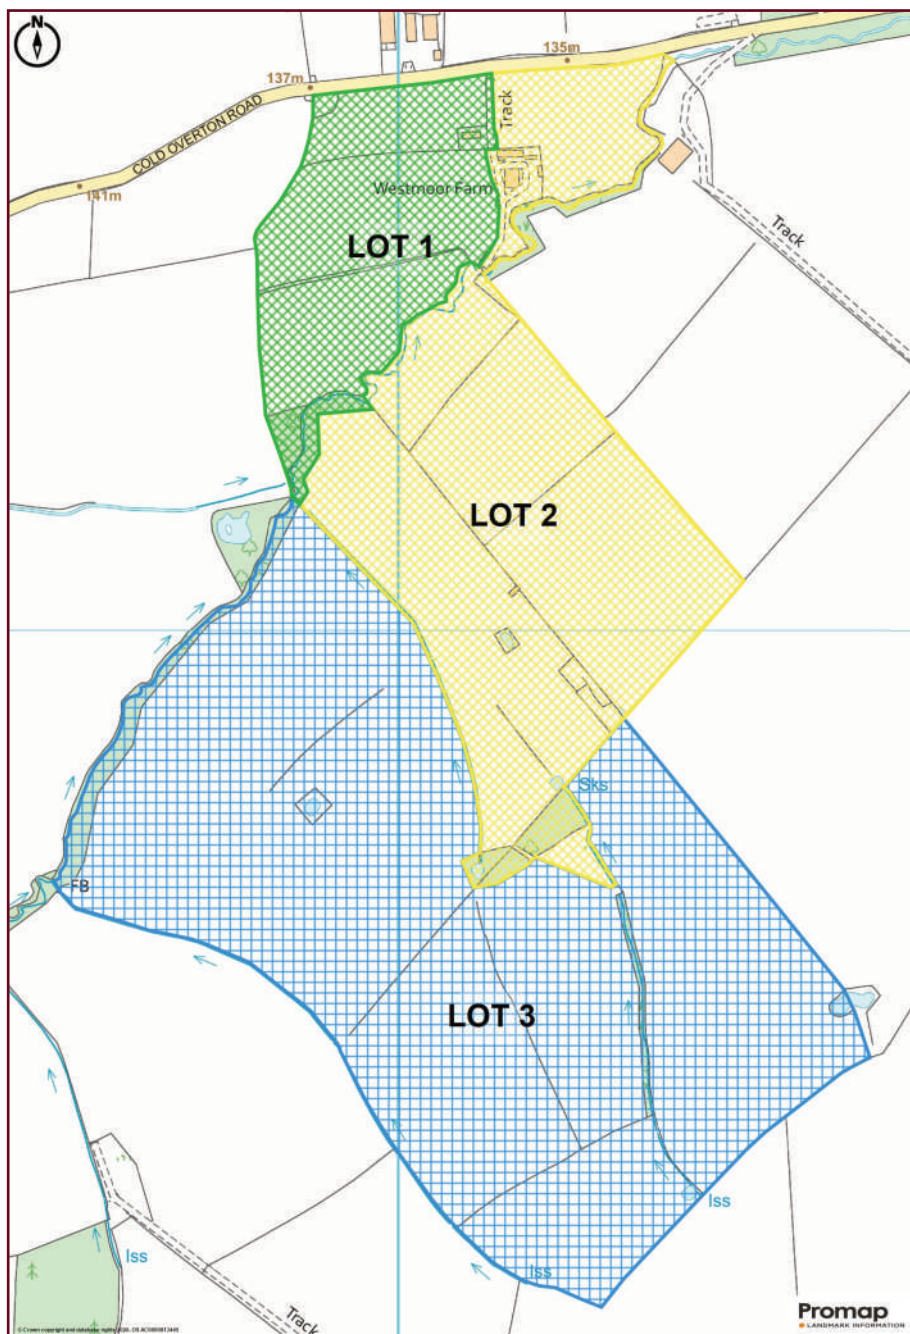 N
135m
137m
COLD OVERTON ROAD
Track
141m
Westmoor Farm
Track
LOT 1
LOT 2
Sks
FB
LOT 3
Iss
Iss
Iss
Track
Promap
LANDMARK INFORMATION